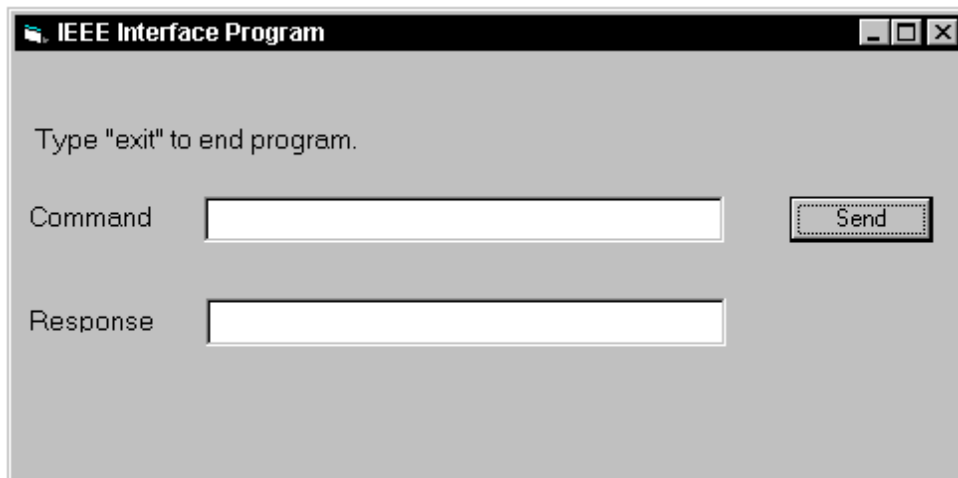 IEEE Interface Program
Type "exit" to end program.
Command
Send
Response